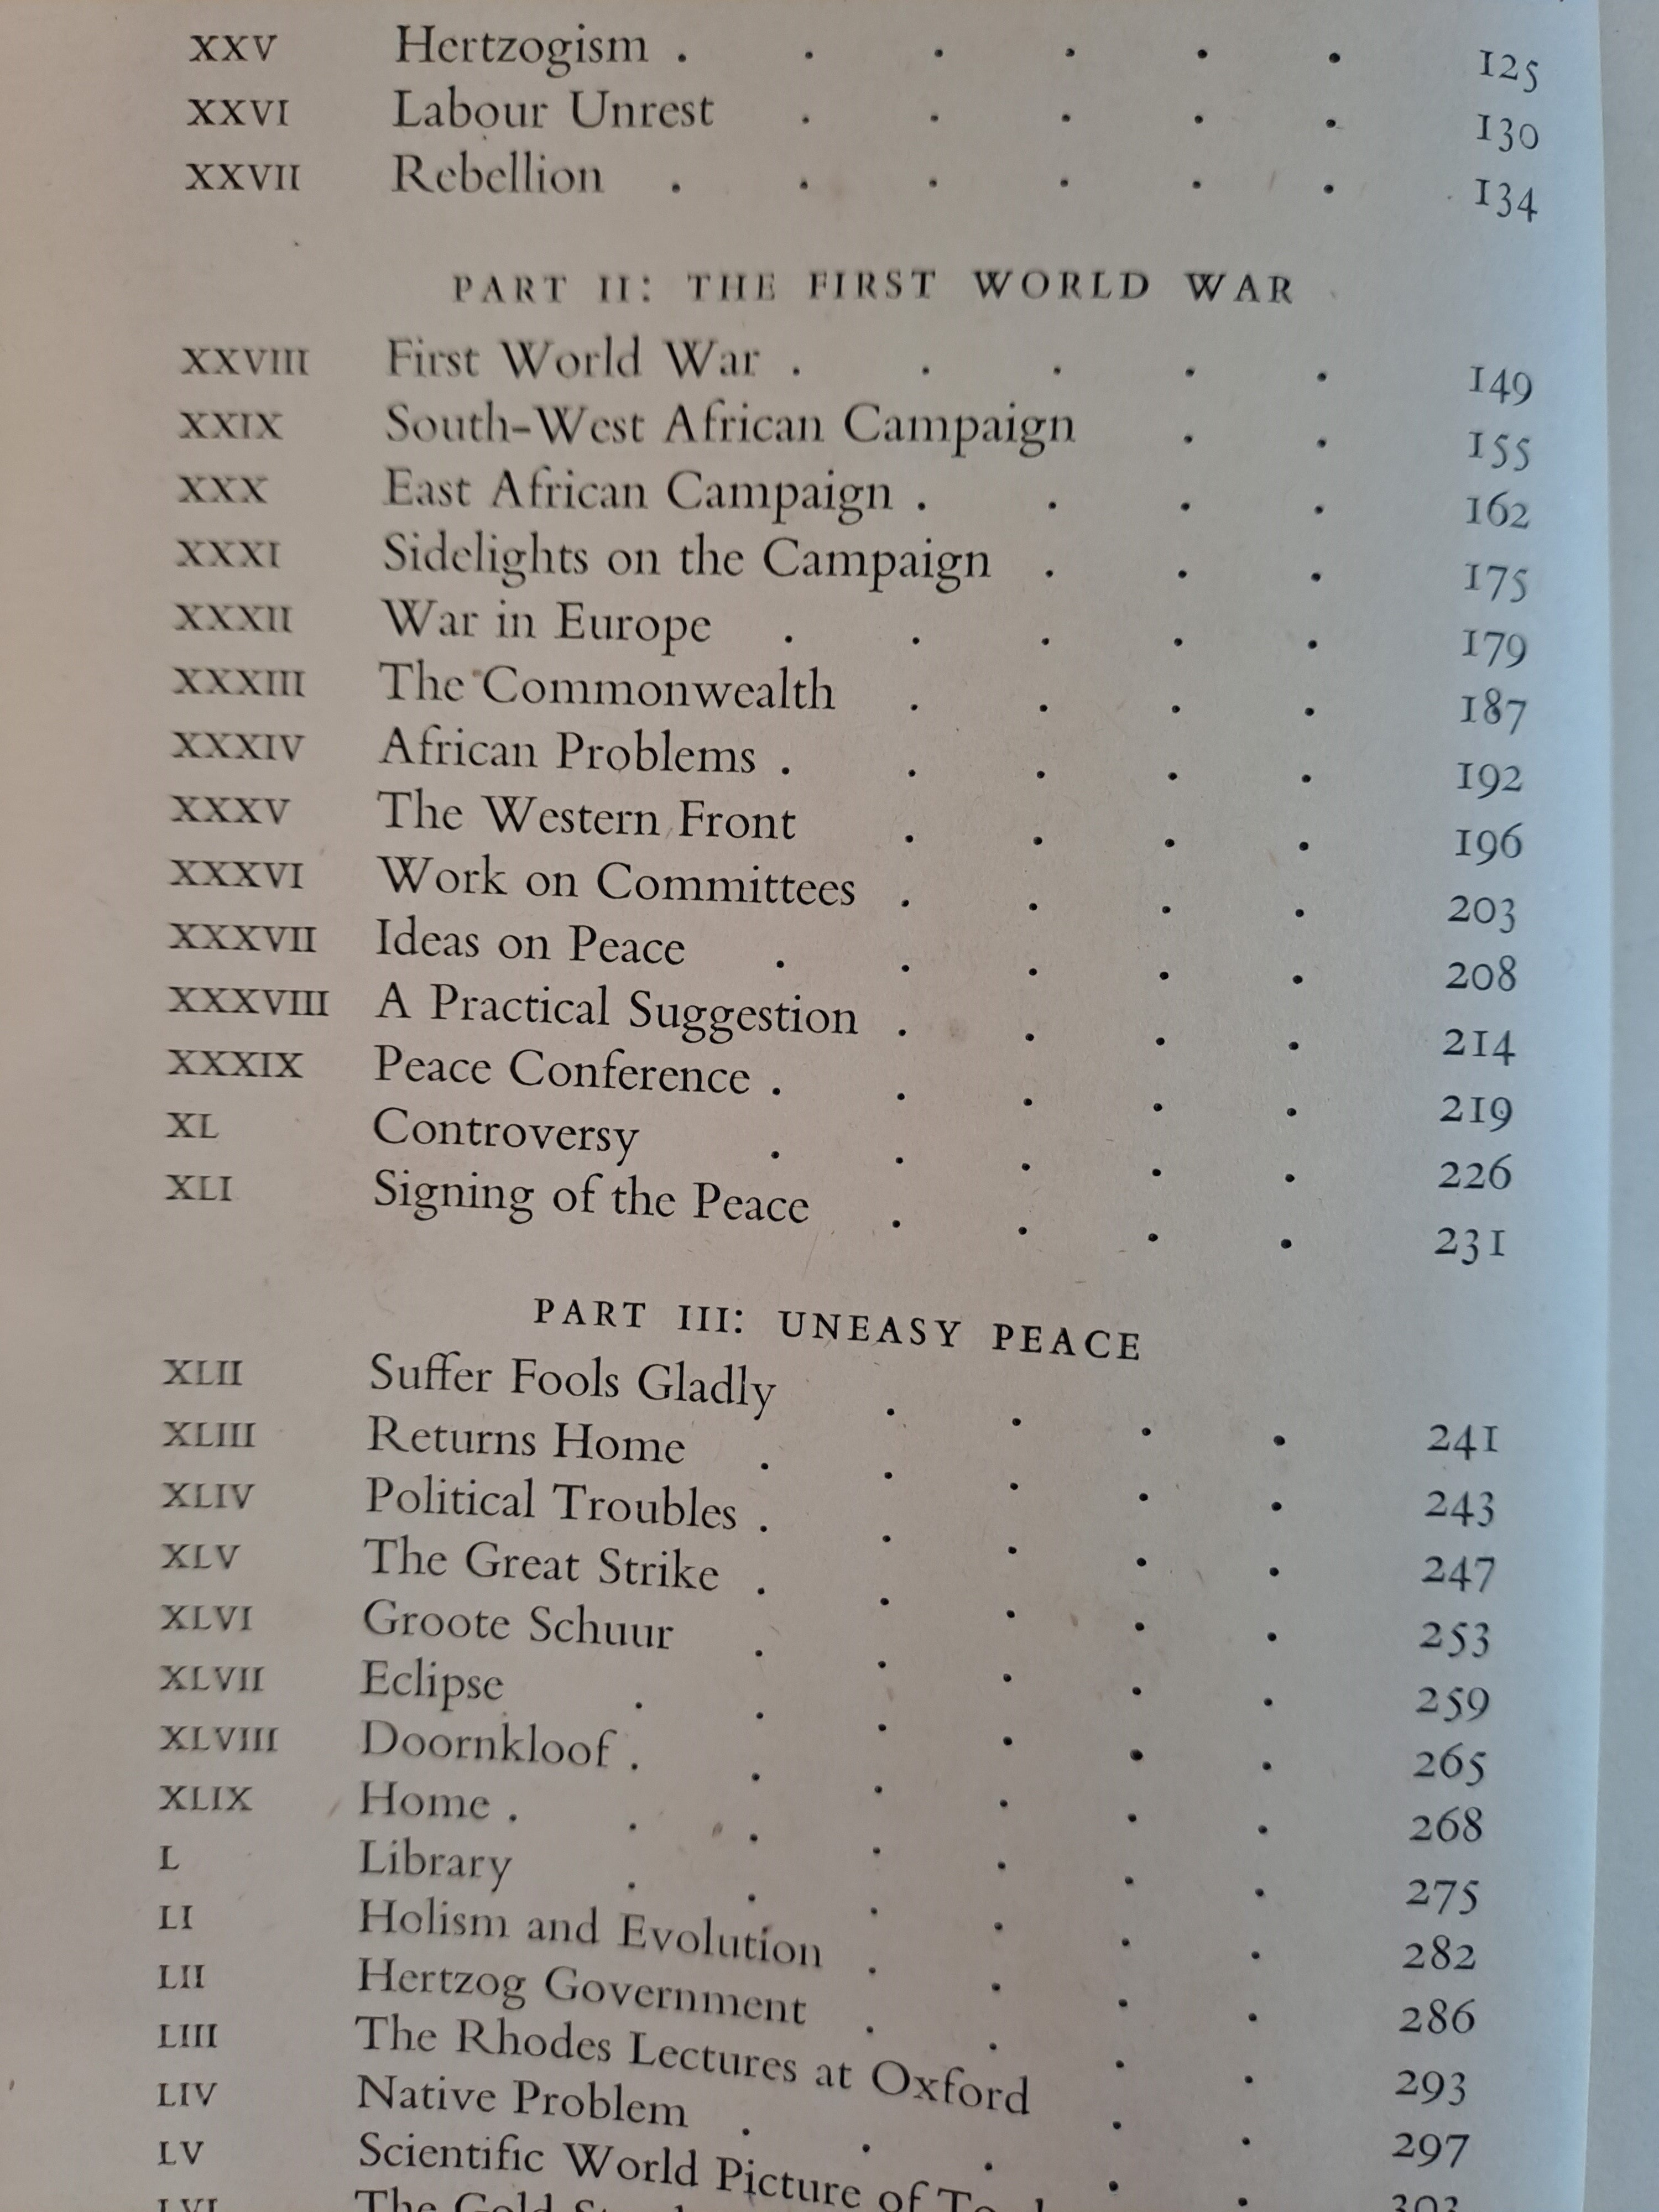 XXV Hertzogism . . . . . . 125
XXVI Labour Unrest . . . . . 130
XXVII Rebellion . . . . . . 134
PART II: THE FIRST WORLD WAR
XXVIII First World War . . . . . 149
XXIX South-West African Campaign . . 155
XXX East African Campaign . . . . 162
XXXI Sidelights on the Campaign . . . 175
XXXII War in Europe . . . . . 179
XXXIII The Commonwealth . . . . 187
XXXIV African Problems . . . . . 192
XXXV The Western Front . . . . 196
XXXVI Work on Committees . . . . 203
XXXVII Ideas on Peace . . . . . 208
XXXVIII A Practical Suggestion . . . . 214
XXXIX Peace Conference . . . . . 219
XL Controversy . . . . . 226
XLI Signing of the Peace . . . . 231
PART III: UNEASY PEACE
XLII Suffer Fools Gladly . . . . 241
XLIII Returns Home . . . . . 243
XLIV Political Troubles . . . . . 247
XLV The Great Strike . . . . . 253
XLVI Groote Schuur . . . . . 259
XLVII Eclipse . . . . . . 265
XLVIII Doornkloof . . . . . . 268
XLIX Home . . . . . . . 275
L Library . . . . . . 282
LI Holism and Evolution . . . . 286
LII Hertzog Government . . . . 293
LIII The Rhodes Lectures at Oxford . . 297
LIV Native Problem . . . . . 303
LV Scientific World Picture of
LVI The Gold